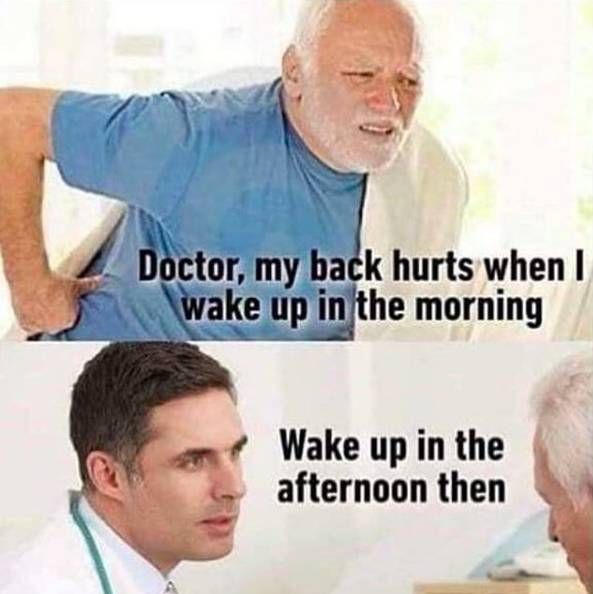 Doctor, my back hurts when I
wake up in the morning
Wake up in the
afternoon then